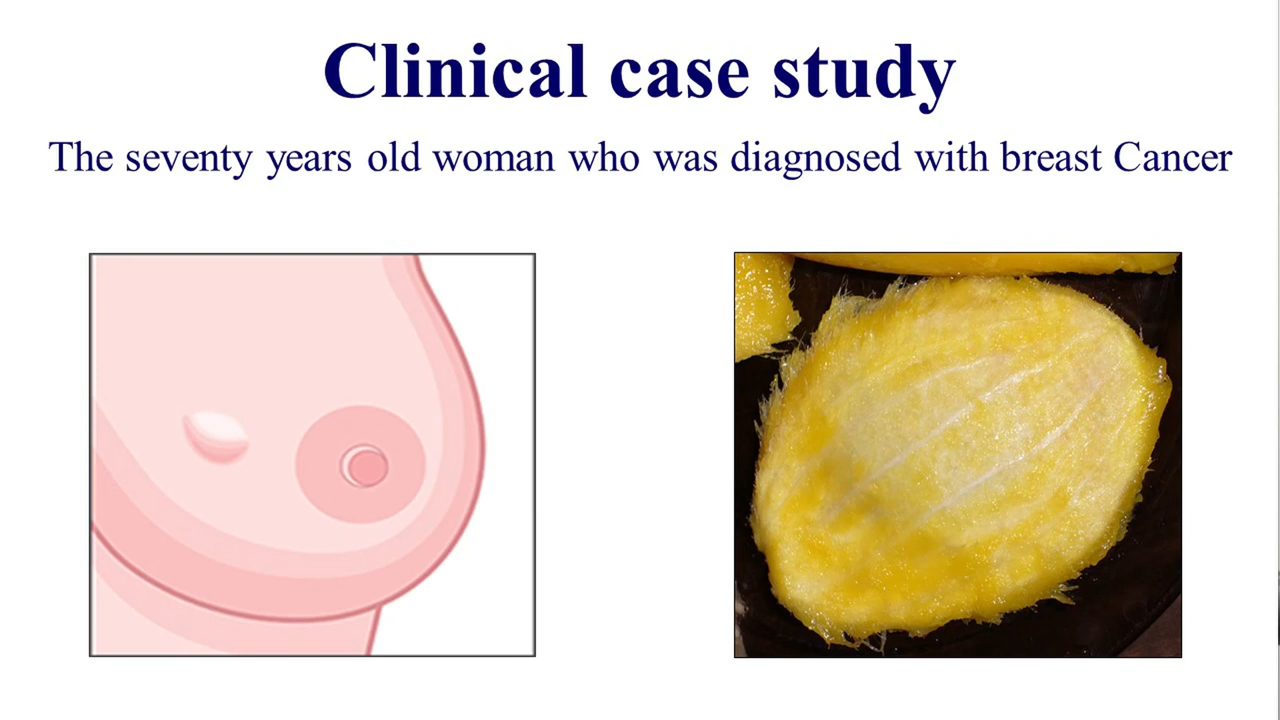 Clinical case study
The seventy years old woman who was diagnosed with breast Cancer